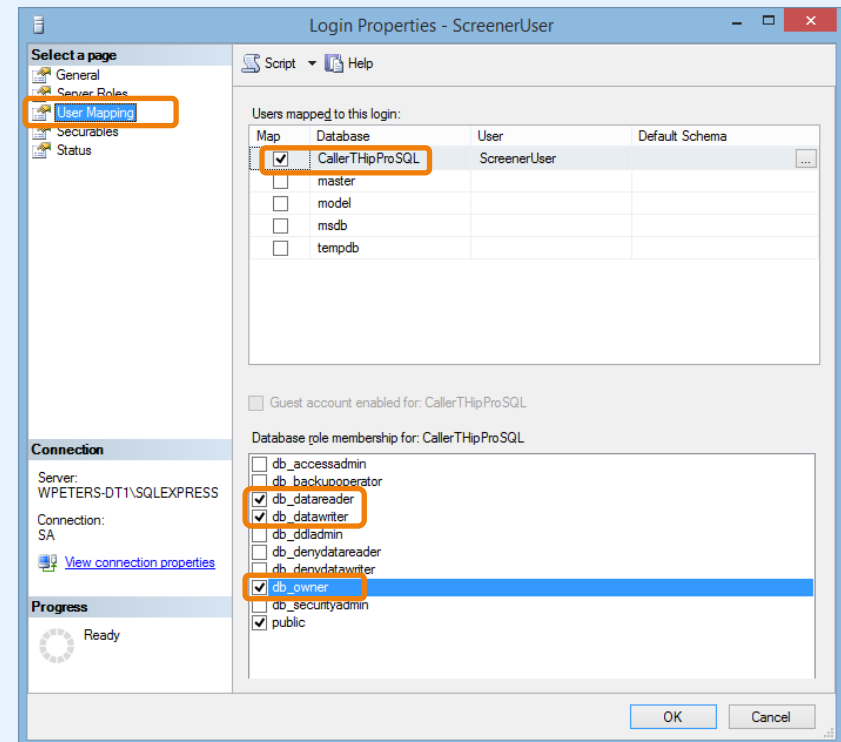 Login Properties - ScreenerUser
Select a page
General
Server Roles
User Mapping
Securables
Status
Script Help
Users mapped to this login:
Map Database User Default Schema
CallerTHipProSQL ScreenerUser ...
master
model
msdb
tempdb
Guest account enabled for: CallerTHipProSQL
Database role membership for: CallerTHipProSQL
db_accessadmin
db_backupoperator
db_datareader
db_datawriter
db_ddladmin
db_denydatareader
db_denydatawriter
db_owner
db_securityadmin
public
Connection
Server:
WPETERS-DT1\SQLEXPRESS
Connection:
SA
View connection properties
Progress
Ready
OK Cancel